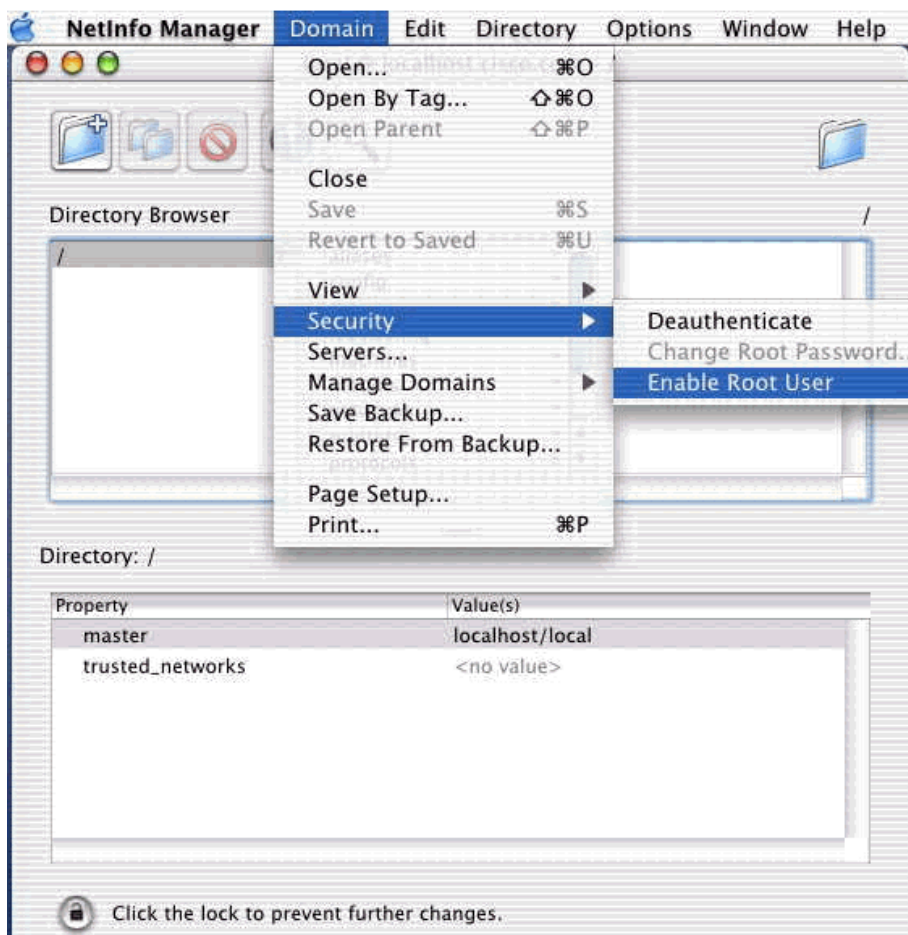 NetInfo Manager Domain Edit Directory Options Window Help
Open... ⌘O
Open By Tag... ⇧⌘O
Open Parent ⇧⌘P
Close
Save ⌘S
Revert to Saved ⌘U
View
Security
Servers...
Manage Domains
Save Backup...
Restore From Backup...
Page Setup...
Print... ⌘P
Deauthenticate
Change Root Password..
Enable Root User
Directory Browser /
/
Directory: /
Property Value(s)
master localhost/local
trusted_networks <no value>
Click the lock to prevent further changes.